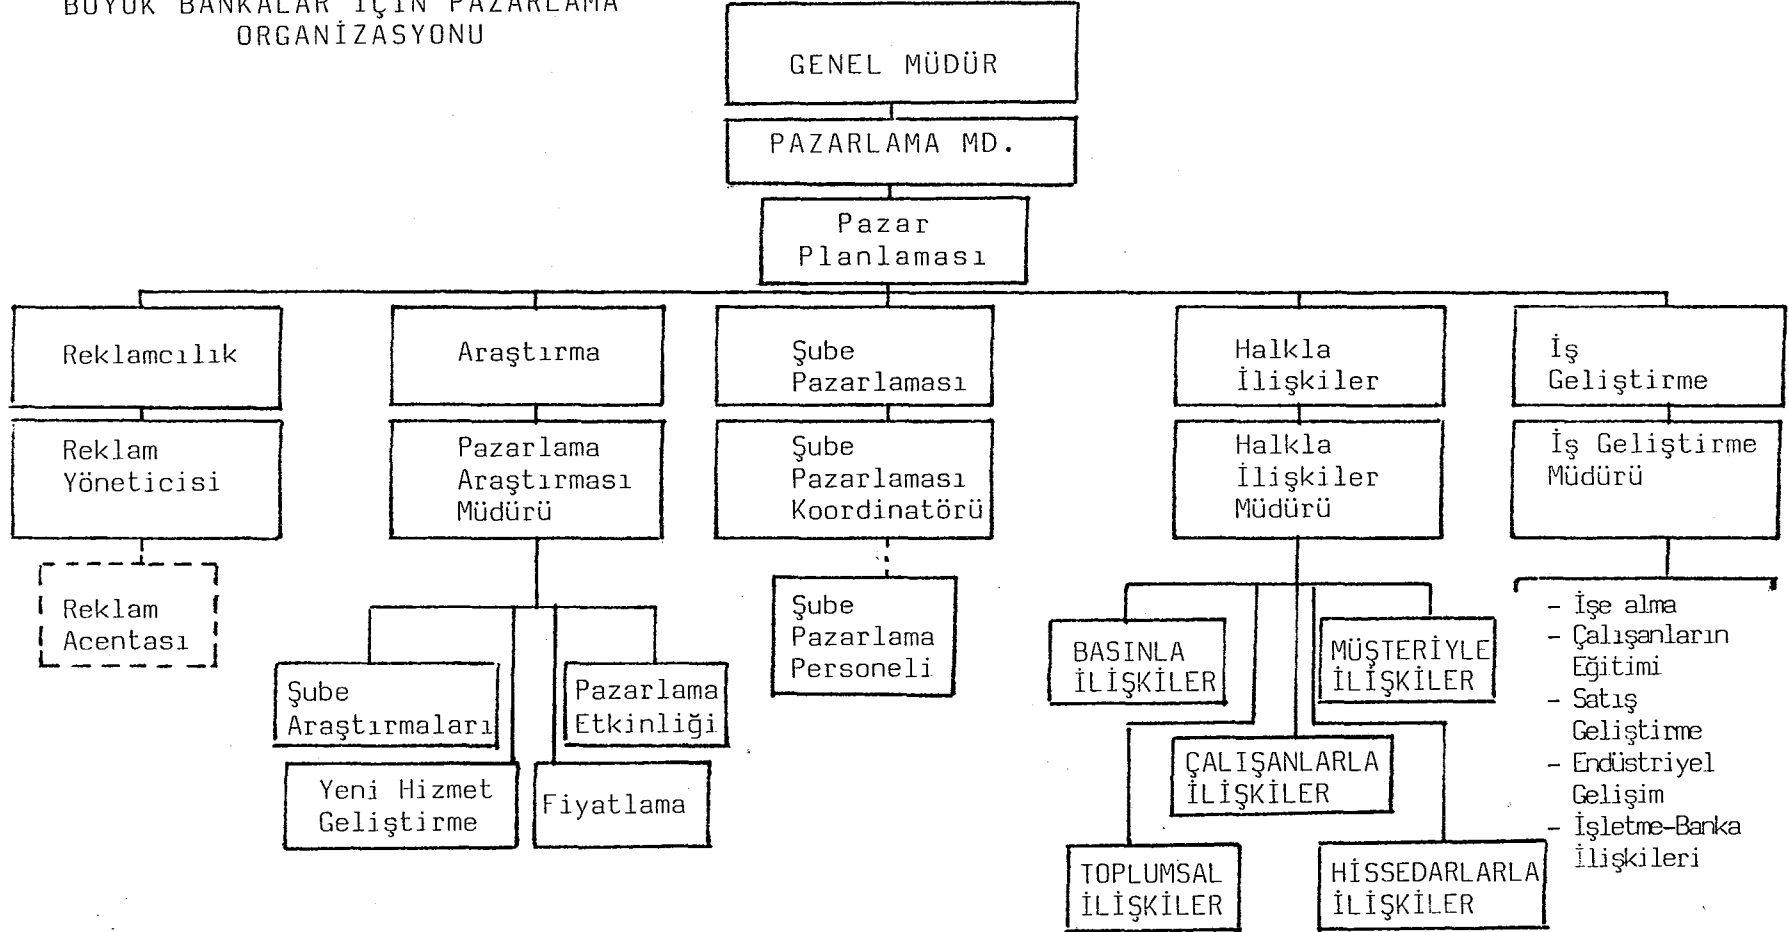 BÜYÜK BANKALAR İÇİN PAZARLAMA
ORGANİZASYONU
GENEL MÜDÜR
PAZARLAMA MD.
Pazar
Planlaması
Reklamcılık
Araştırma
Şube
Pazarlaması
Halkla
İlişkiler
İş
Geliştirme
Reklam
Yöneticisi
Pazarlama
Araştırması
Müdürü
Şube
Pazarlaması
Koordinatörü
Halkla
İlişkiler
Müdürü
İş Geliştirme
Müdürü
Reklam
Acentası
Şube
Araştırmaları
Pazarlama
Etkinliği
Yeni Hizmet
Geliştirme
Fiyatlama
Şube
Pazarlama
Personeli
BASINLA
İLİŞKİLER
MÜŞTERİYLE
İLİŞKİLER
ÇALIŞANLARLA
İLİŞKİLER
TOPLUMSAL
İLİŞKİLER
HİSSEDARLARLA
İLİŞKİLER
- İşe alma
- Çalışanların
Eğitimi
- Satış
Geliştirme
- Endüstriyel
Gelişim
- İşletme-Banka
İlişkileri